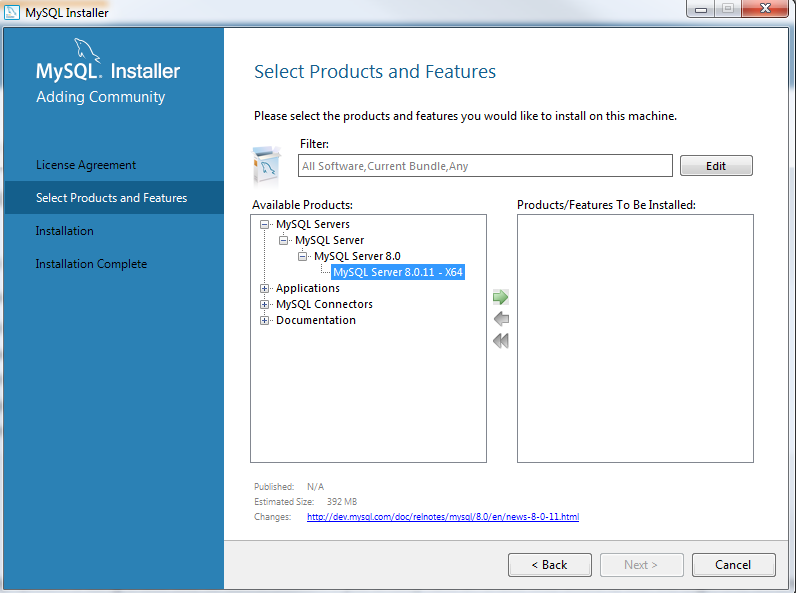 MySQL Installer
MySQL. Installer
Adding Community
License Agreement
Select Products and Features
Installation
Installation Complete
Select Products and Features
Please select the products and features you would like to install on this machine.
Filter:
All Software,Current Bundle,Any
Edit
Available Products:
MySQL Servers
MySQL Server
MySQL Server 8.0
MySQL Server 8.0.11 - X64
Applications
MySQL Connectors
Documentation
Products/Features To Be Installed:
Published: N/A
Estimated Size: 392 MB
Changes: http://dev.mysql.com/doc/relnotes/mysql/8.0/en/news-8-0-11.html
< Back
Next >
Cancel